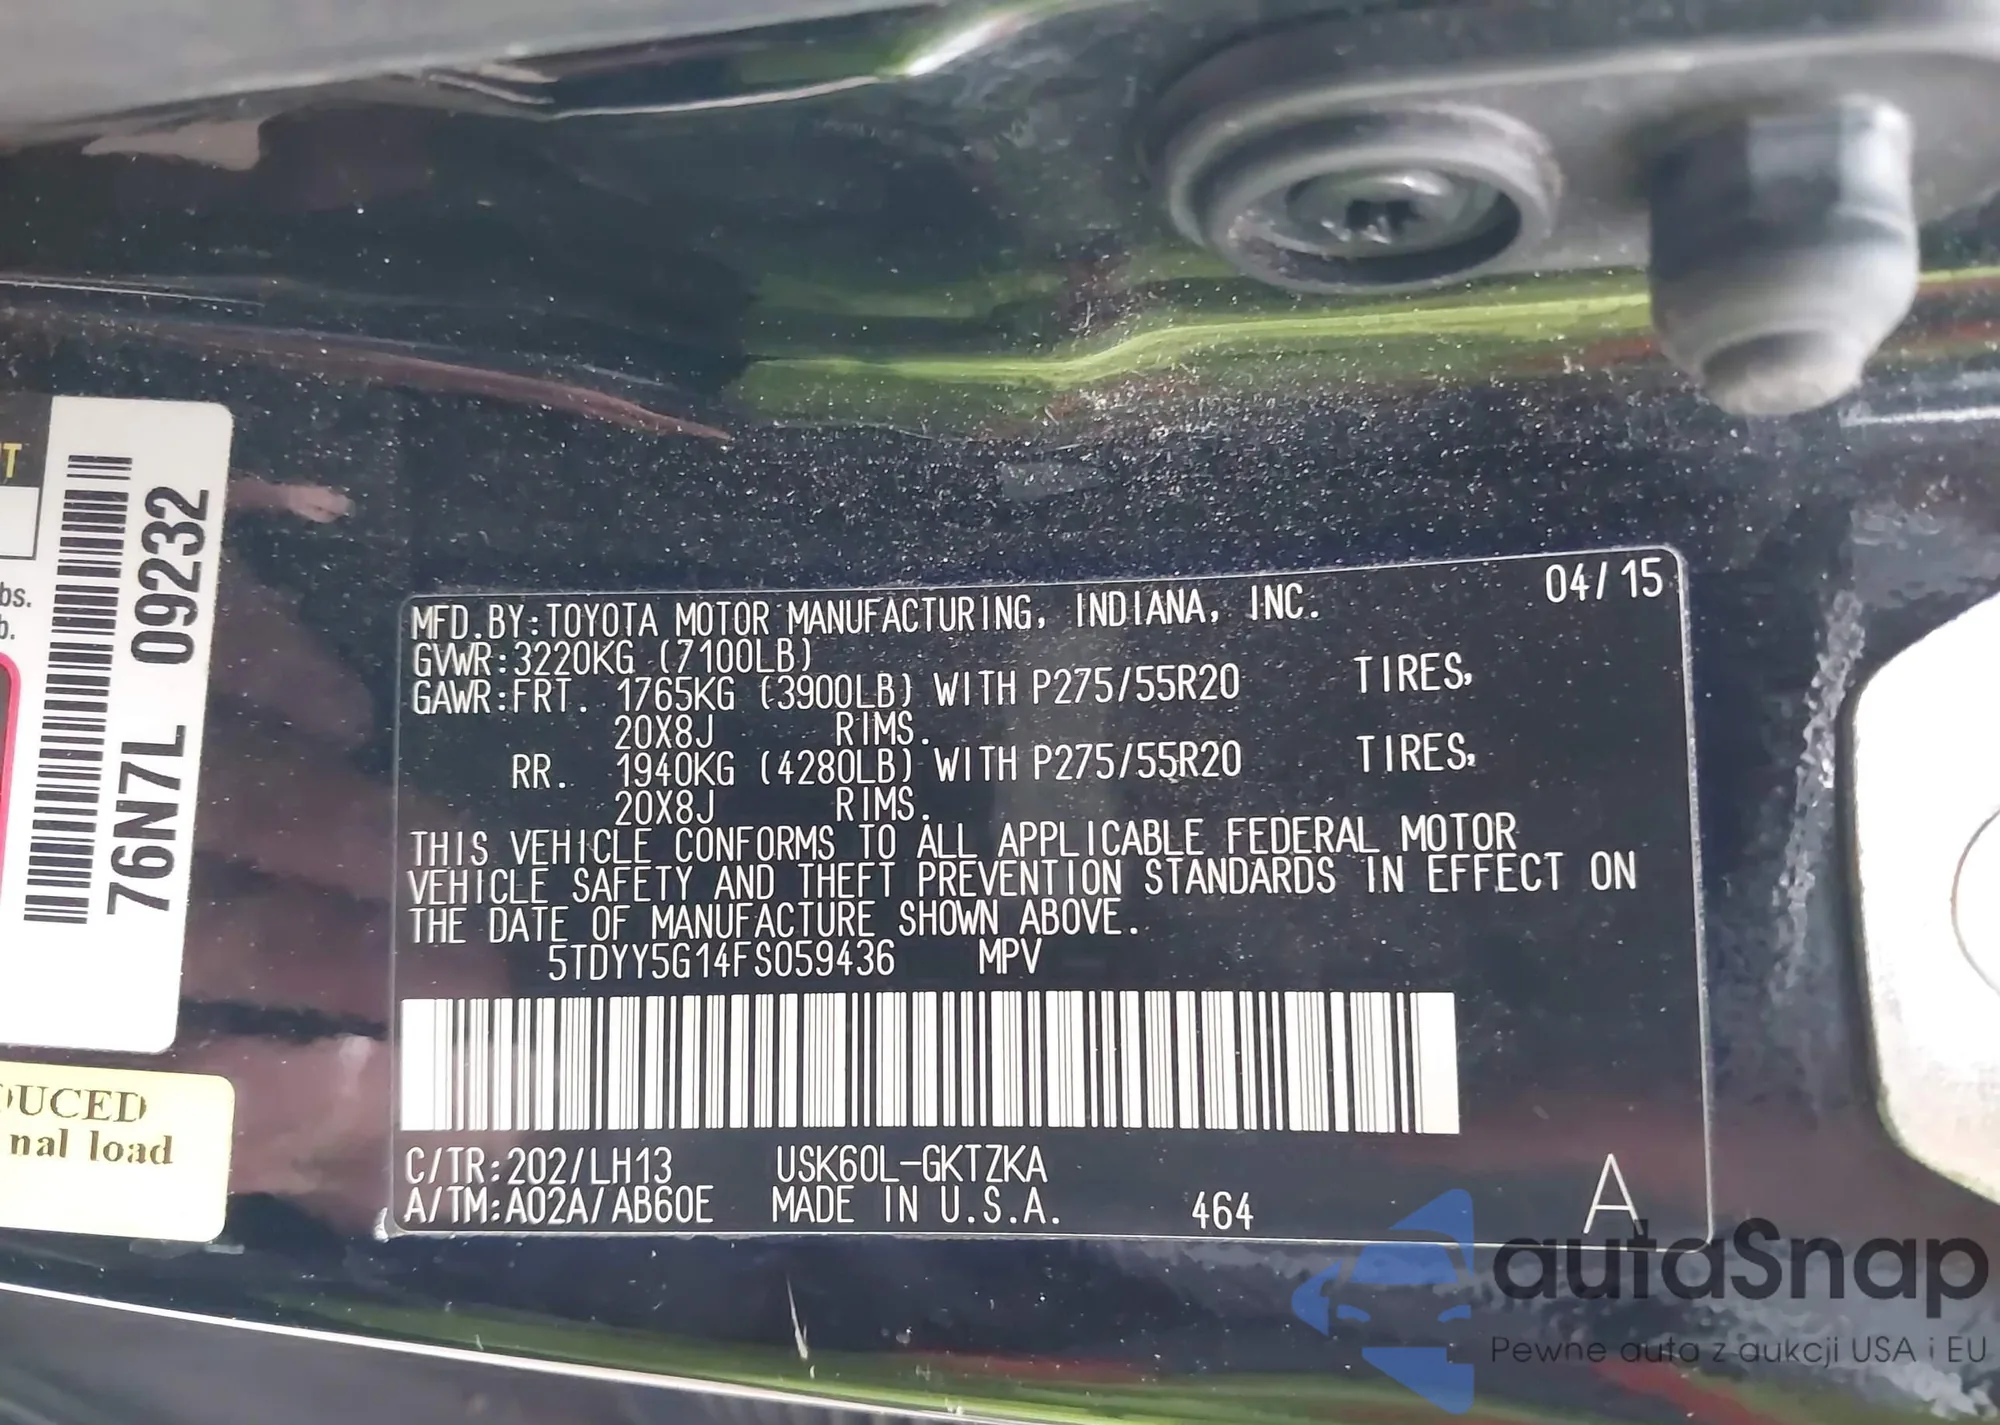 MFD.BY:TOYOTA MOTOR MANUFACTURING, INDIANA, INC. 04/15
GVWR:3220KG (7100LB)
GAWR:FRT. 1765KG (3900LB) WITH P275/55R20 TIRES,
20X8J RIMS.
RR. 1940KG (4280LB) WITH P275/55R20 TIRES,
20X8J RIMS.
THIS VEHICLE CONFORMS TO ALL APPLICABLE FEDERAL MOTOR
VEHICLE SAFETY AND THEFT PREVENTION STANDARDS IN EFFECT ON
THE DATE OF MANUFACTURE SHOWN ABOVE.
5TDYY5G14FS059436 MPV
C/TR:202/LH13 USK60L-GKTZKA
A/TM:A02A/AB60E MADE IN U.S.A. 464 A
76N7L 09232
bs.
b.
UCED
nal load
autaSnap
Pewne auta z aukcji USA i EU